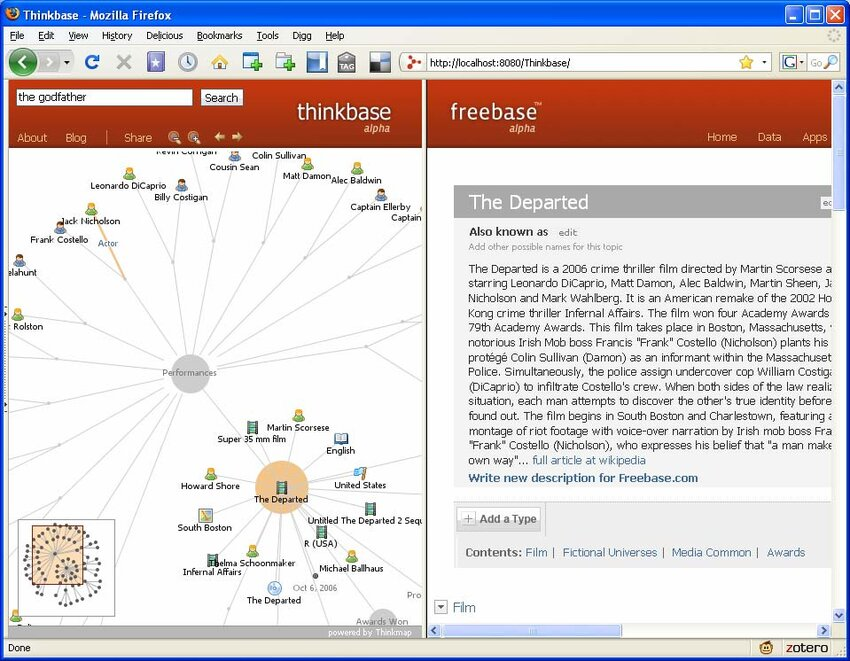 Thinkbase - Mozilla Firefox
File Edit View History Delicious Bookmarks Tools Digg Help
TAG
http://localhost:8080/Thinkbase/
G
Go
the godfather
Search
thinkbase
alpha
About Blog | Share
freebase™
alpha
Home Data Apps
Kevin Corrigan
Colin Sullivan
Cousin Sean
Matt Damon
Alec Baldwin
Leonardo DiCaprio
Billy Costigan
Captain Ellerby
Captain
Jack Nicholson
Frank Costello
Actor
elahunt
Rolston
Performances
Martin Scorsese
Super 35 mm film
English
Howard Shore
United States
The Departed
South Boston
Untitled The Departed 2 Sequ
R (USA)
Thelma Schoonmaker
Infernal Affairs
Michael Ballhaus
Oct 6, 2006
The Departed
Pro
Awards Won
powered by Thinkmap
The Departed
ed
Also known as edit
Add other possible names for this topic
The Departed is a 2006 crime thriller film directed by Martin Scorsese a
starring Leonardo DiCaprio, Matt Damon, Alec Baldwin, Martin Sheen, Ja
Nicholson and Mark Wahlberg. It is an American remake of the 2002 Ho
Kong crime thriller Infernal Affairs. The film won four Academy Awards
79th Academy Awards. This film takes place in Boston, Massachusetts,
notorious Irish Mob boss Francis "Frank" Costello (Nicholson) plants his
protégé Colin Sullivan (Damon) as an informant within the Massachuset
Police. Simultaneously, the police assign undercover cop William Costiga
(DiCaprio) to infiltrate Costello's crew. When both sides of the law realiz
situation, each man attempts to discover the other's true identity before
found out. The film begins in South Boston and Charlestown, featuring a
montage of riot footage with voice-over narration by Irish mob boss Fra
"Frank" Costello (Nicholson), who expresses his belief that "a man make
own way"... full article at wikipedia
Write new description for Freebase.com
Add a Type
Contents: Film | Fictional Universes | Media Common | Awards
Film
Done
zotero